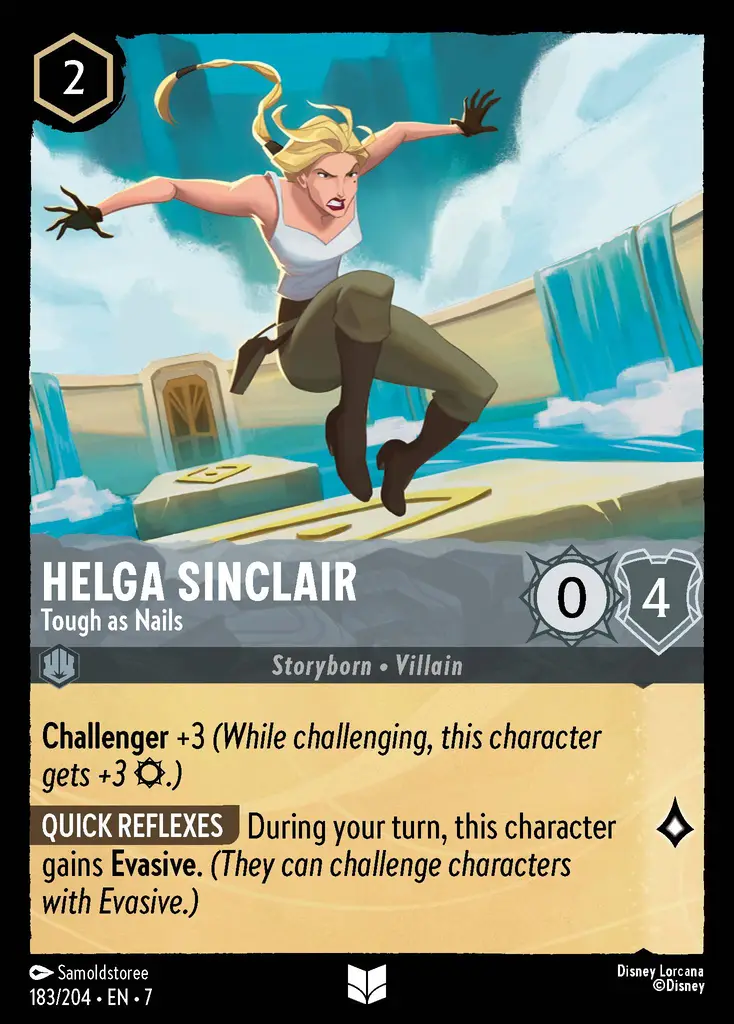 2
HELGA SINCLAIR
Tough as Nails
0
4
Storyborn • Villain
Challenger +3 (While challenging, this character
gets +3 .)
QUICK REFLEXES During your turn, this character
gains Evasive. (They can challenge characters
with Evasive.)
Samoldstoree
183/204 • EN • 7
Disney Lorcana
©Disney